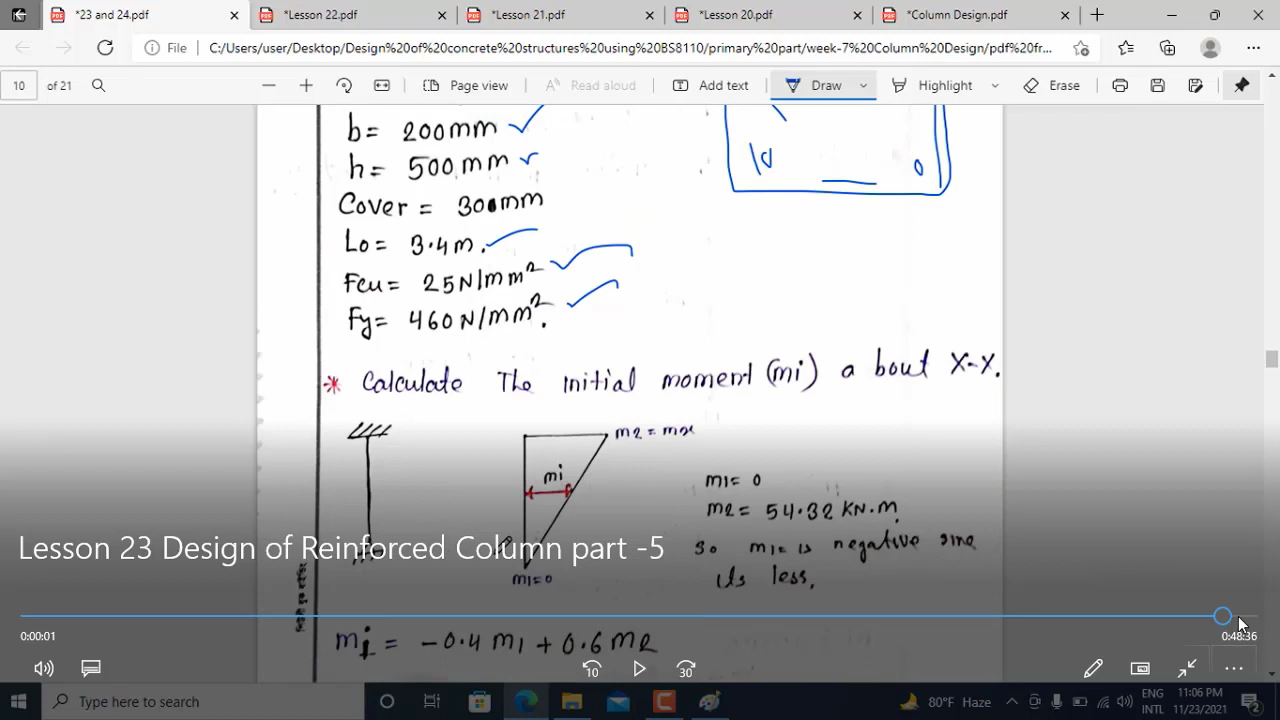 *23 and 24.pdf
*Lesson 22.pdf
*Lesson 21.pdf
*Lesson 20.pdf
*Column Design.pdf
File
C:/Users/user/Desktop/Design%20of%20concrete%20structures%20using%20BS8110/primary%20part/week-7%20Column%20Design/pdf%20fr...
10 of 21
Page view
Read aloud
Add text
Draw
Highlight
Erase
b= 200mm
h= 500mm
Cover = 30mm
Lo= 3.4m.
Fcu= 25N/mm2
Fy= 460N/mm2.
* Calculate The initial moment (mi) a bout X-X.
m2 = mx
mi
m1= 0
m2= 54.32 KN.m
Lesson 23 Design of Reinforced Column part -5
so m1= is negative sine
its less,
m1=0
0:00:01
0:48:36
mi = -0.4 m1 + 0.6 m2
10
30
Type here to search
80°F Haze
ENG
INTL
11:06 PM
11/23/2021
2